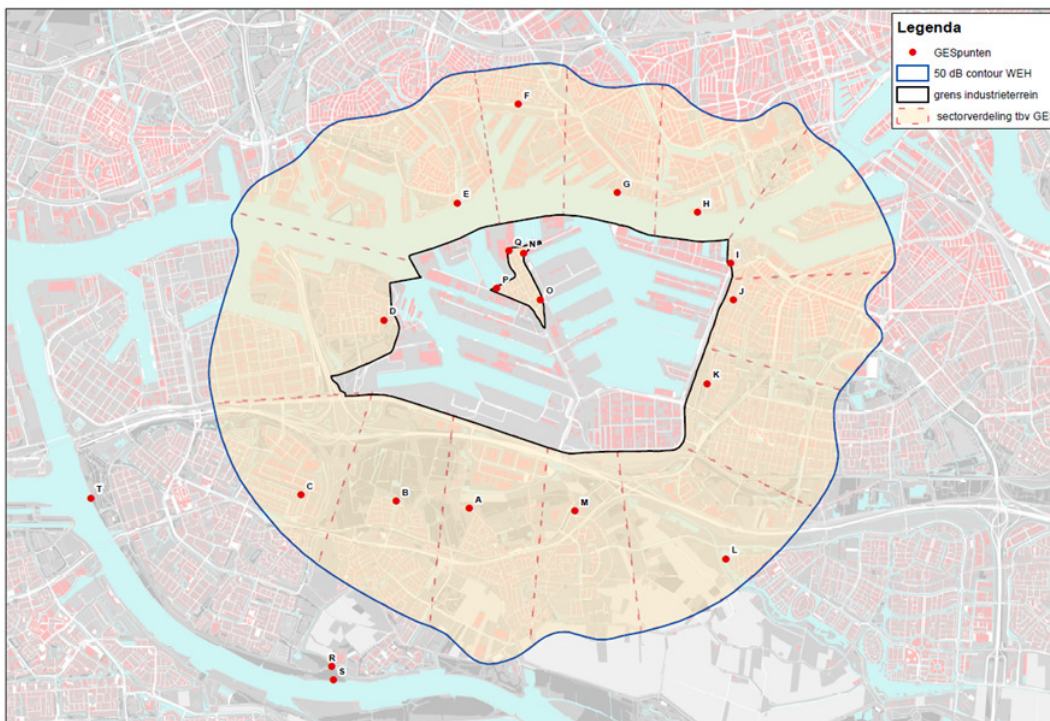 Legenda
GESpunten
50 dB contour WEH
grens industrieterrein
sectorverdeling tbv GE
F
G
E
H
Q
N
I
P
O
J
D
K
C
B
A
M
T
L
R
S